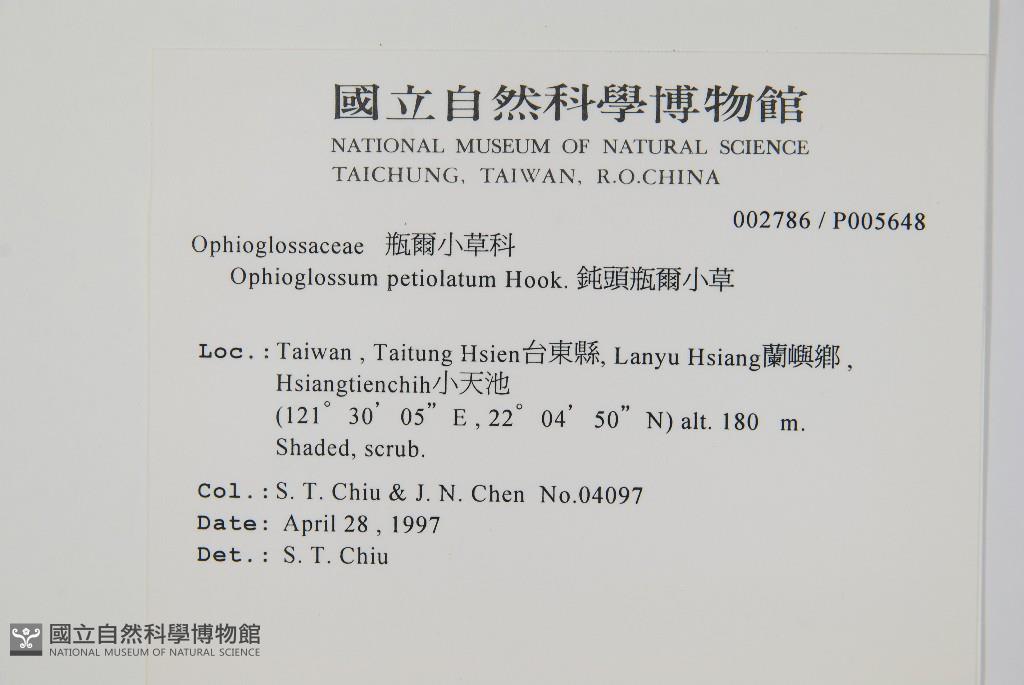 國立自然科學博物館
NATIONAL MUSEUM OF NATURAL SCIENCE
TAICHUNG, TAIWAN, R.O.CHINA
002786 / P005648
Ophioglossaceae 瓶爾小草科
Ophioglossum petiolatum Hook. 鈍頭瓶爾小草
Loc.: Taiwan , Taitung Hsien台東縣, Lanyu Hsiang蘭嶼鄉 ,
Hsiangtienchih小天池
(121° 30’ 05” E , 22° 04’ 50” N) alt. 180 m.
Shaded, scrub.
Col.: S. T. Chiu & J. N. Chen No.04097
Date: April 28 , 1997
Det.: S. T. Chiu
國立自然科學博物館
NATIONAL MUSEUM OF NATURAL SCIENCE